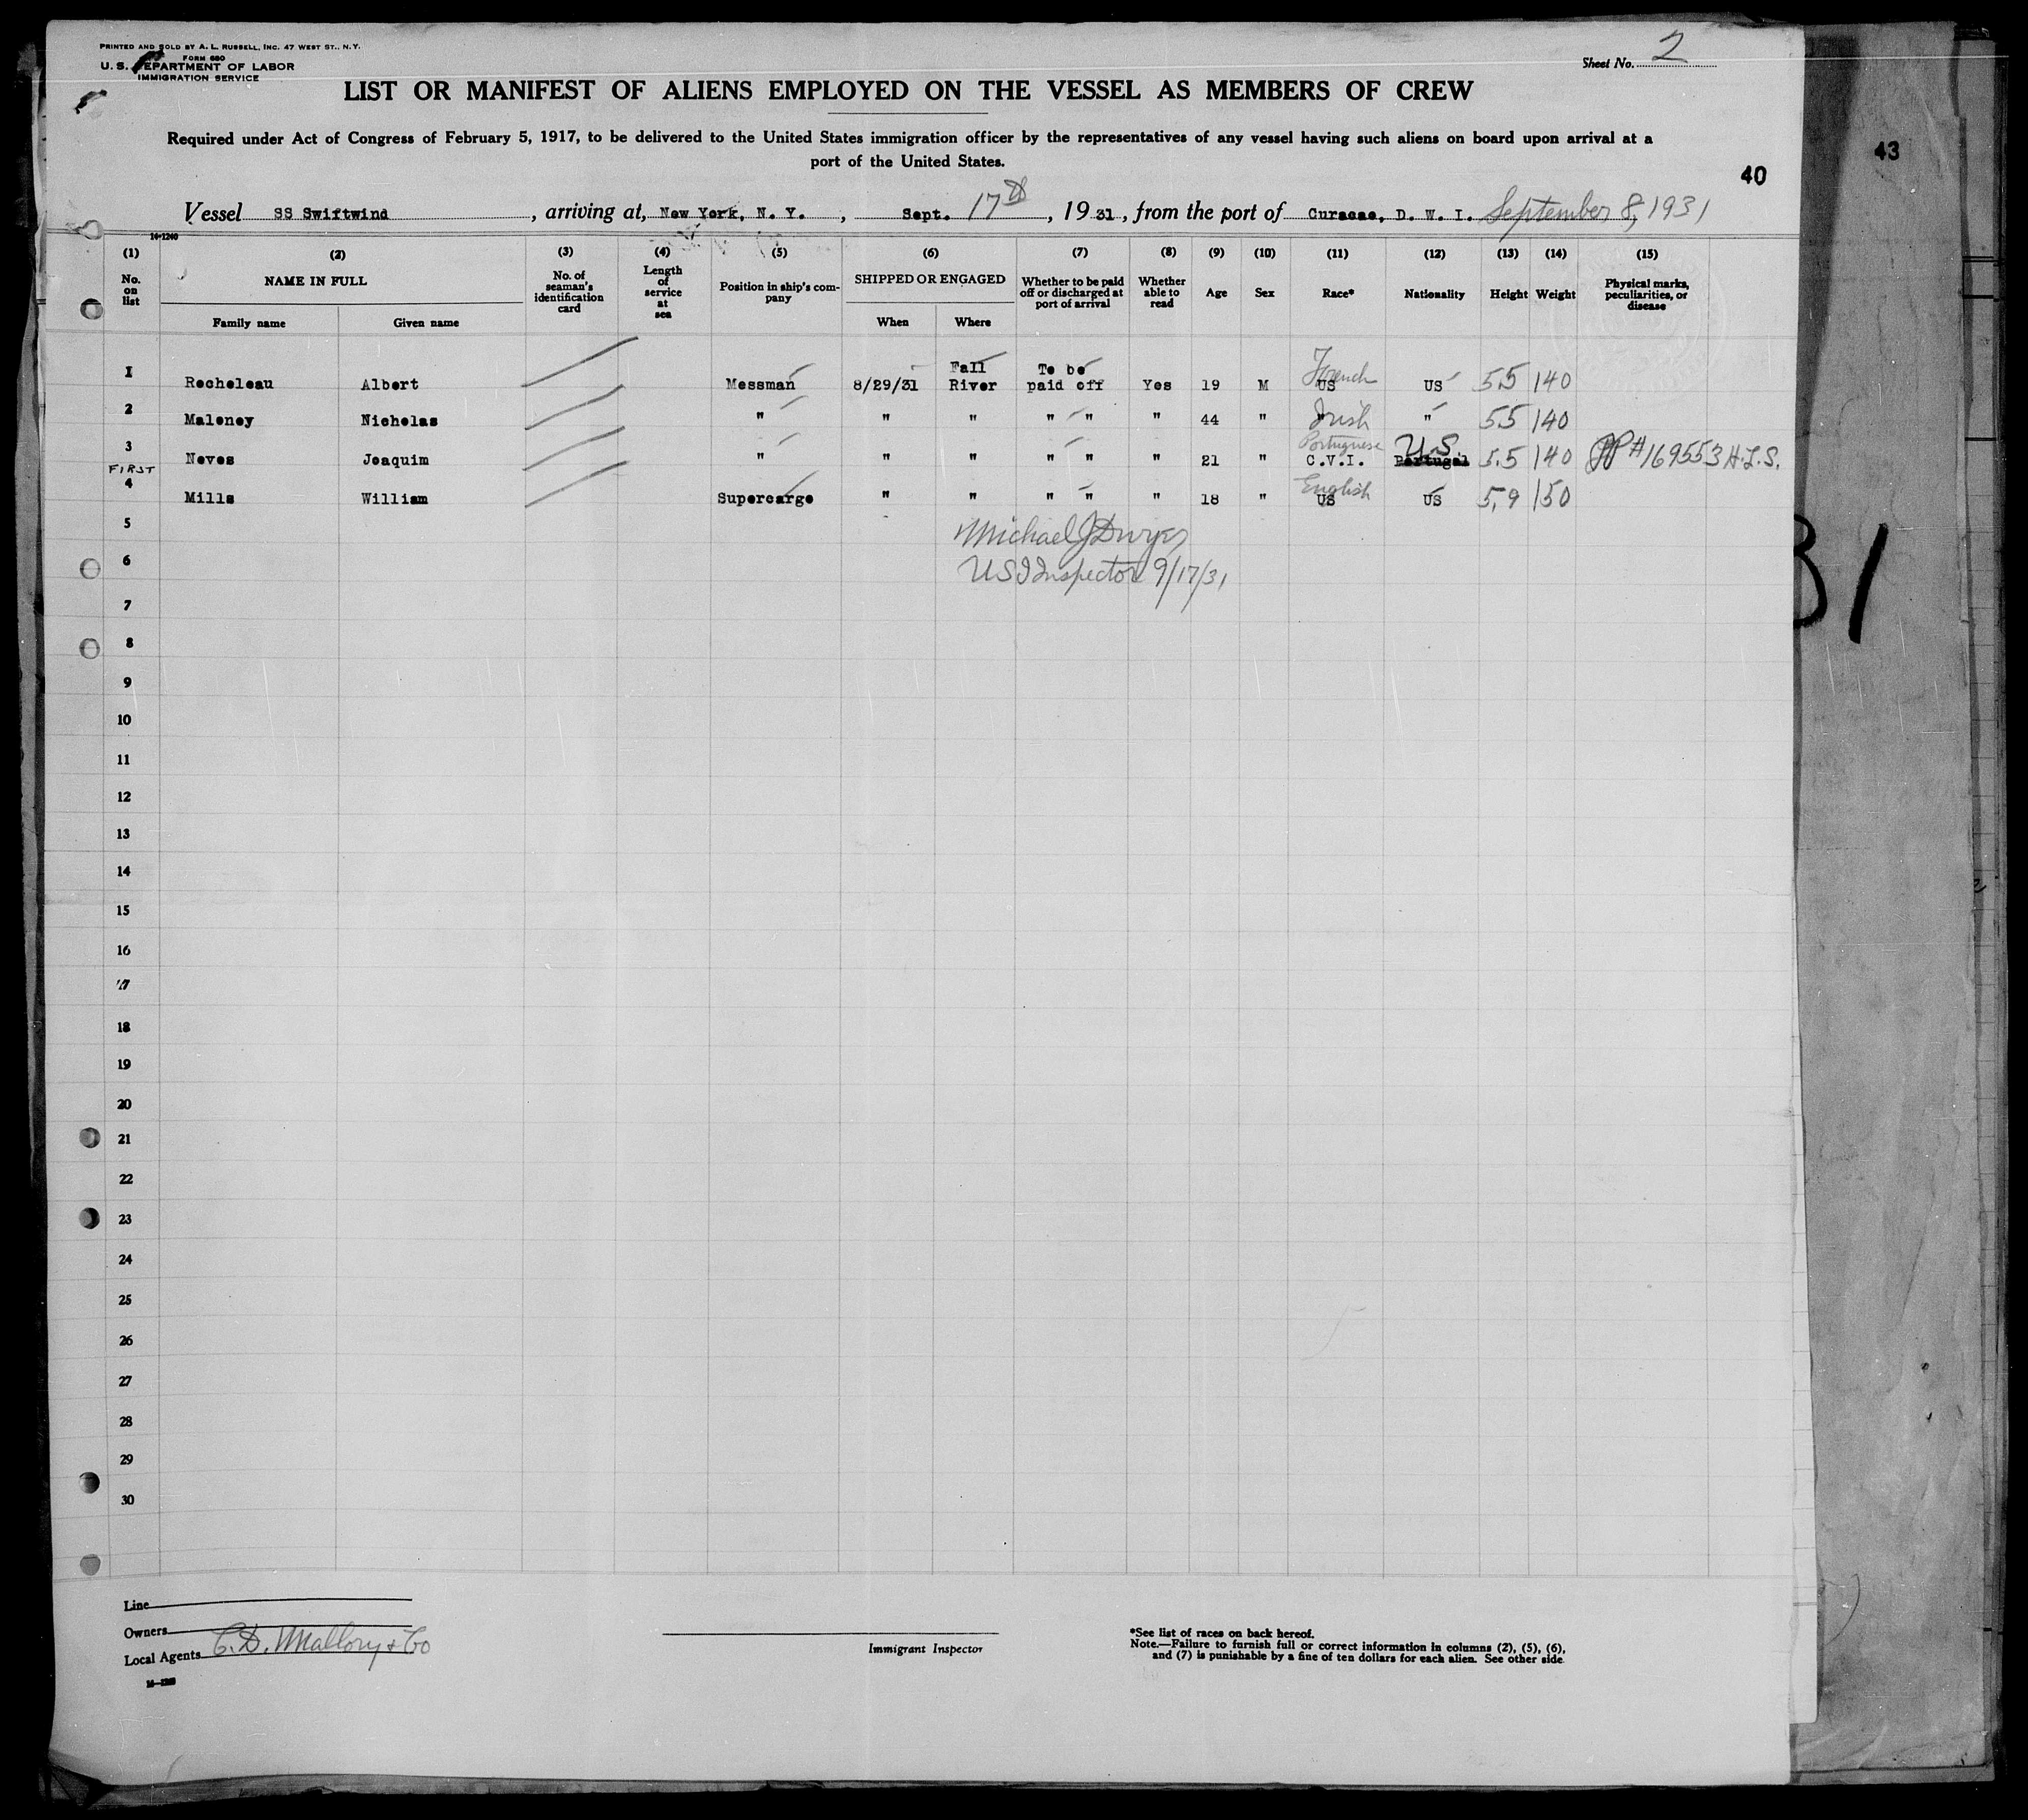 PRINTED AND SOLD BY A. L. RUSSELL, INC. 47 WEST ST., N.Y.
FORM 680
U. S. DEPARTMENT OF LABOR
IMMIGRATION SERVICE
Sheet No. 2
LIST OR MANIFEST OF ALIENS EMPLOYED ON THE VESSEL AS MEMBERS OF CREW
Required under Act of Congress of February 5, 1917, to be delivered to the United States immigration officer by the representatives of any vessel having such aliens on board upon arrival at a
port of the United States.
40
43
Vessel SS Swiftwind, arriving at, New York, N. Y., Sept. 17th, 1931, from the port of Curacao, D. W. I. September 8, 1931
14-1240
(1) (2) (3) (4) (5) (6) (7) (8) (9) (10) (11) (12) (13) (14) (15)
No. on list
NAME IN FULL
Family name Given name
No. of seaman's identification card
Length of service at sea
Position in ship's company
SHIPPED OR ENGAGED
When Where
Whether to be paid off or discharged at port of arrival
Whether able to read
Age Sex Race* Nationality Height Weight
Physical marks, peculiarities, or disease
1 Recheleau Albert Messman 8/29/31 Fall River To be paid off Yes 19 M French US US 5.5 140
2 Maloney Nicholas " " " " " " 44 " Irish " " 5.5 140
3 Neves Joaquim " " " " " " 21 " Portuguese C.V.I. U.S. Portugal 5.5 140 PP #169553 H.L.S.
FIRST
4 Mills William Supercargo " " " " " 18 " English US US 5.9 150
5
Michael J Dwyer
6
US I Inspector 9/17/31
7
8
9
10
11
12
13
14
15
16
17
18
19
20
21
22
23
24
25
26
27
28
29
30
31
Line
Owners
Local Agents C. D. Mallory & Co
Immigrant Inspector
*See list of races on back hereof.
Note.—Failure to furnish full or correct information in columns (2), (5), (6),
and (7) is punishable by a fine of ten dollars for each alien. See other side